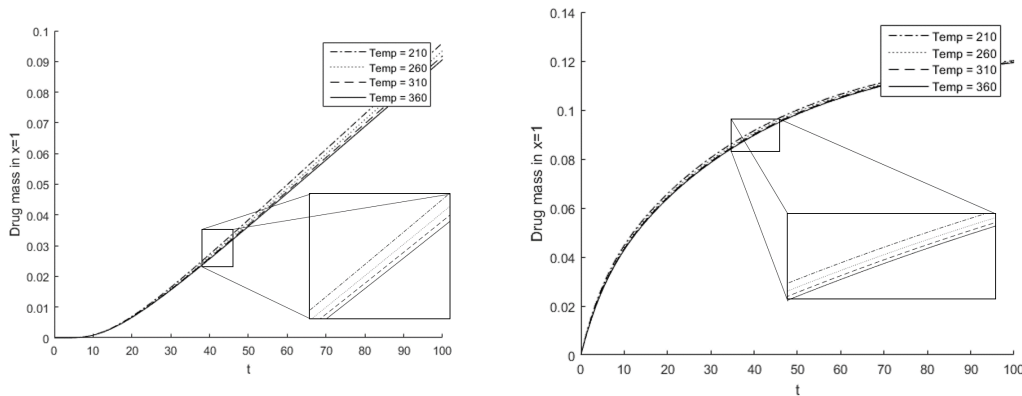 0.1
0.09
0.08
0.07
0.06
0.05
0.04
0.03
0.02
0.01
0
Drug mass in x=1
0 10 20 30 40 50 60 70 80 90 100
t
Temp = 210
Temp = 260
Temp = 310
Temp = 360
0.14
0.12
0.1
0.08
0.06
0.04
0.02
0
Drug mass in x=1
0 10 20 30 40 50 60 70 80 90 100
t
Temp = 210
Temp = 260
Temp = 310
Temp = 360